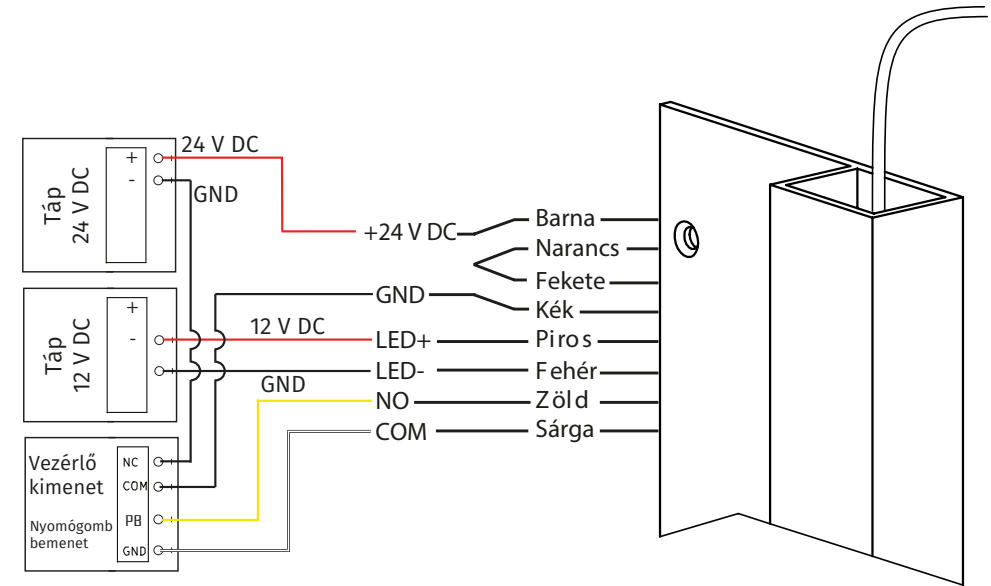 Táp
24 V DC
+
-
24 V DC
GND
Táp
12 V DC
+
-
12 V DC
GND
Vezérlő
kimenet
Nyomógomb
bemenet
NC
COM
PB
GND
+24 V DC
GND
LED+
LED-
NO
COM
Barna
Narancs
Fekete
Kék
Piros
Fehér
Zöld
Sárga